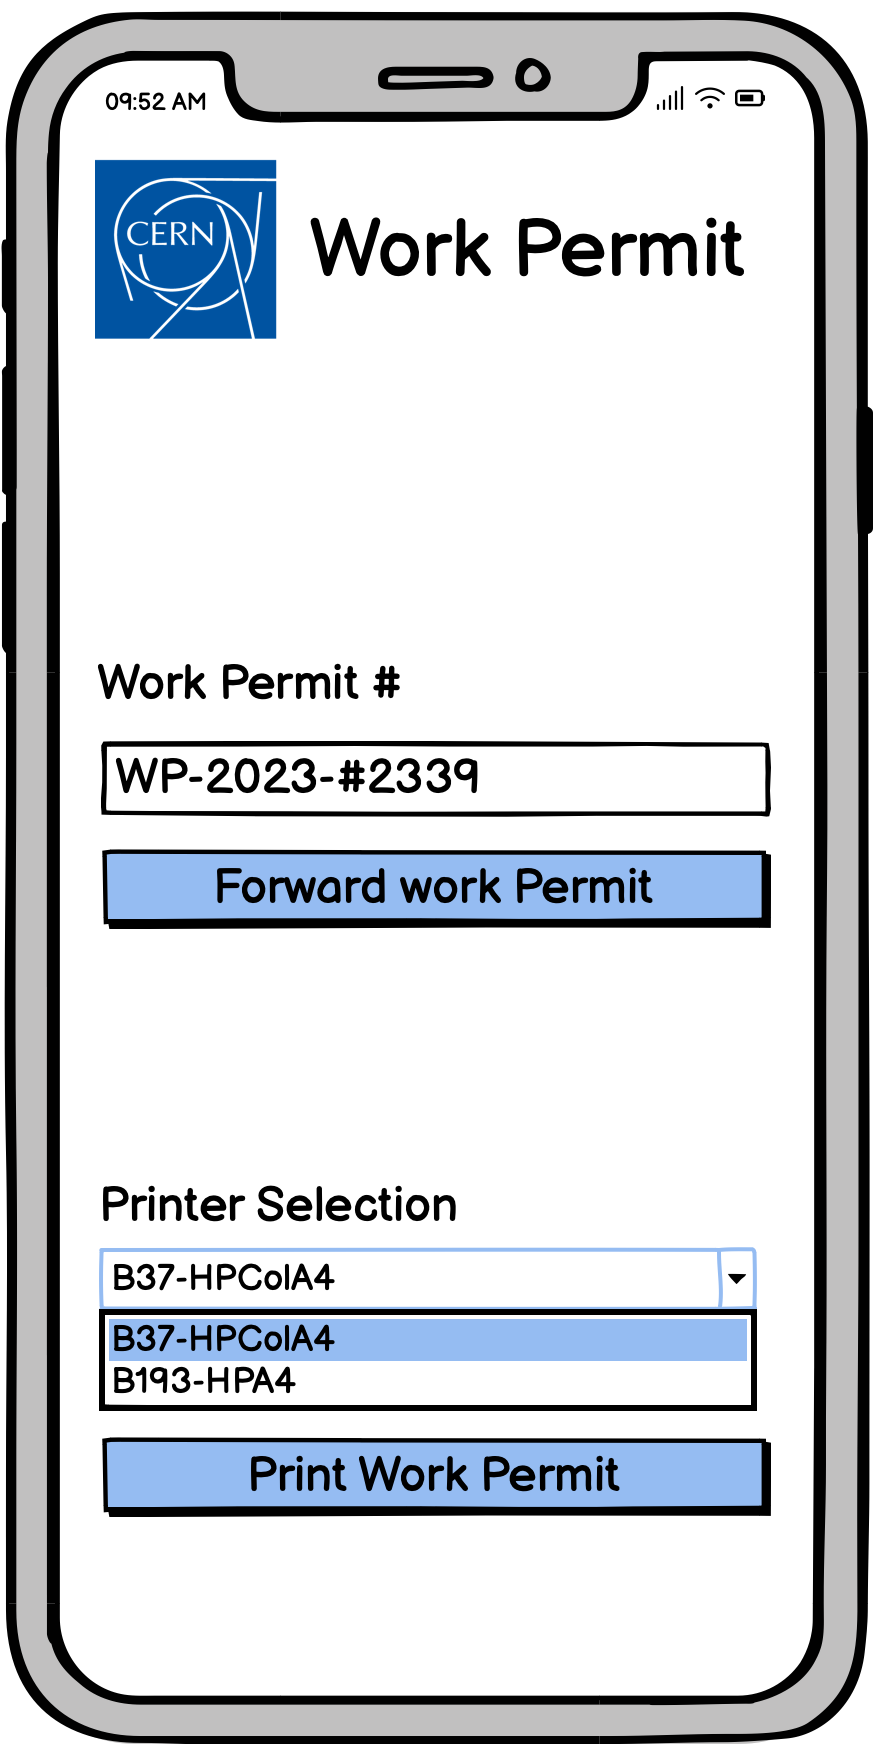 09:52 AM
CERN
Work Permit
Work Permit #
WP-2023-#2339
Forward work Permit
Printer Selection
B37-HPColA4
B37-HPColA4
B193-HPA4
Print Work Permit